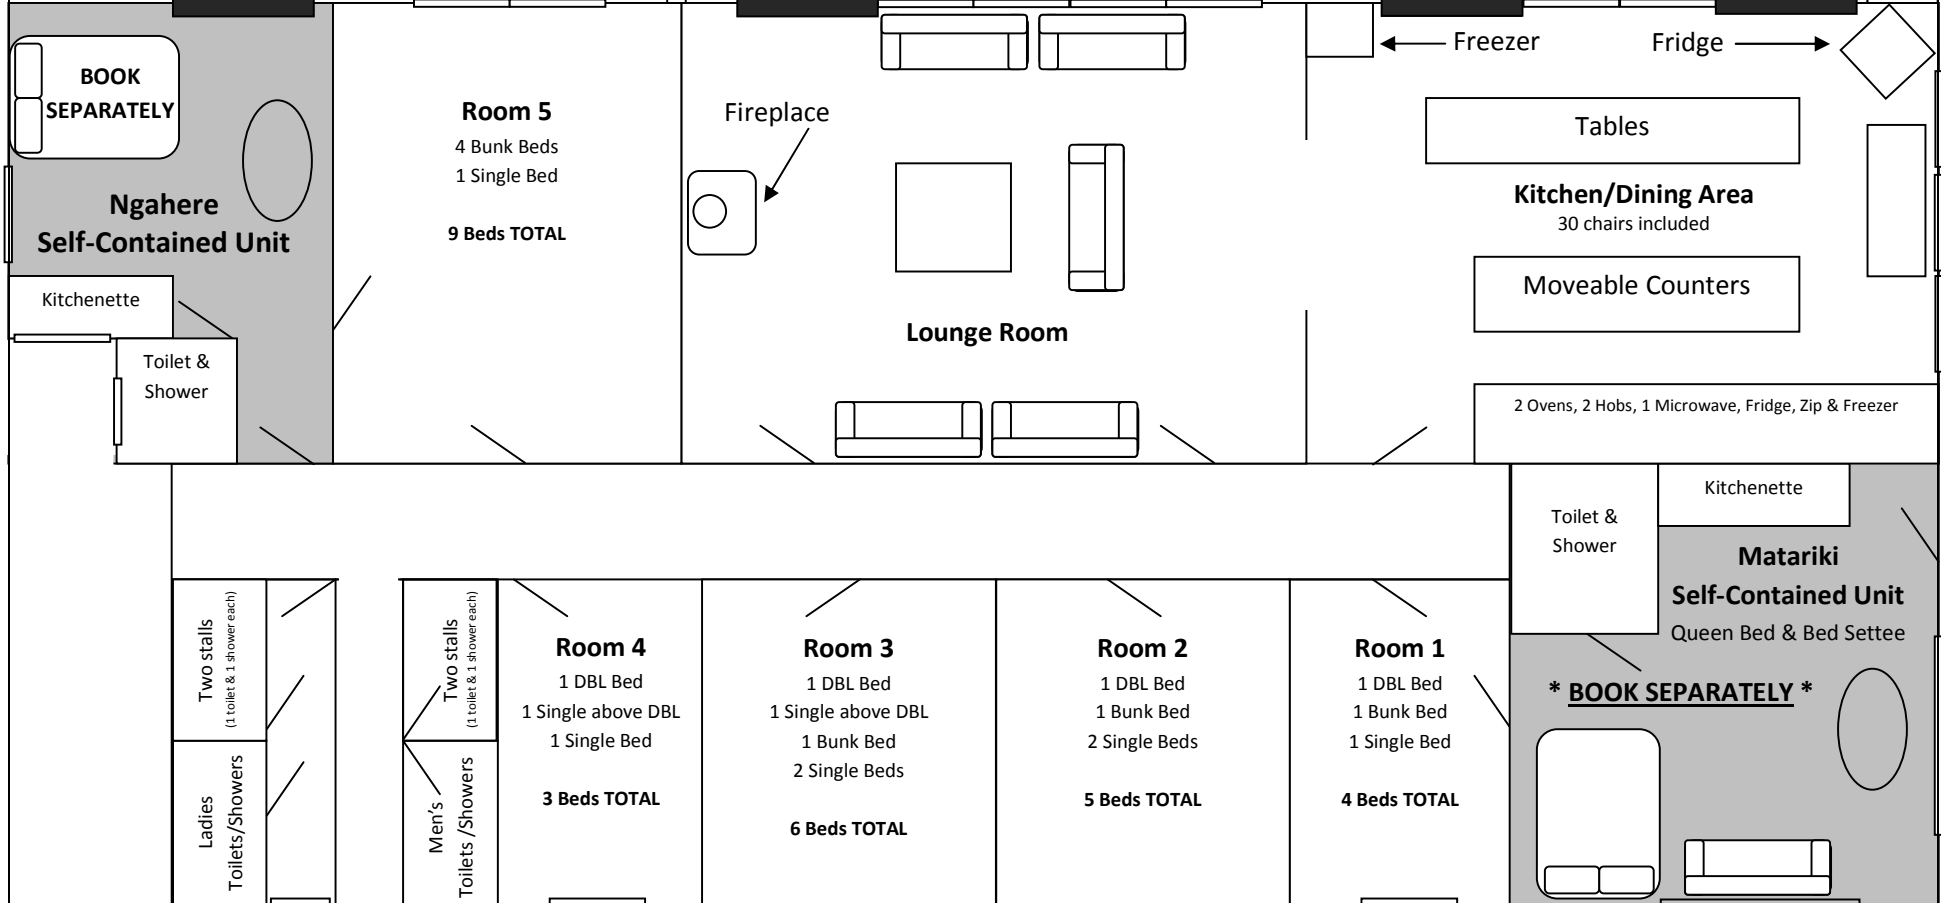 BOOK
SEPARATELY
Ngahere
Self-Contained Unit
Kitchenette
Toilet &
Shower
Room 5
4 Bunk Beds
1 Single Bed
9 Beds TOTAL
Fireplace
Lounge Room
Freezer
Fridge
Tables
Kitchen/Dining Area
30 chairs included
Moveable Counters
2 Ovens, 2 Hobs, 1 Microwave, Fridge, Zip & Freezer
Two stalls
(1 toilet & 1 shower each)
Ladies
Toilets/Showers
Two stalls
(1 toilet & 1 shower each)
Men's
Toilets /Showers
Room 4
1 DBL Bed
1 Single above DBL
1 Single Bed
3 Beds TOTAL
Room 3
1 DBL Bed
1 Single above DBL
1 Bunk Bed
2 Single Beds
6 Beds TOTAL
Room 2
1 DBL Bed
1 Bunk Bed
2 Single Beds
5 Beds TOTAL
Room 1
1 DBL Bed
1 Bunk Bed
1 Single Bed
4 Beds TOTAL
Toilet &
Shower
Kitchenette
Matariki
Self-Contained Unit
Queen Bed & Bed Settee
* BOOK SEPARATELY *